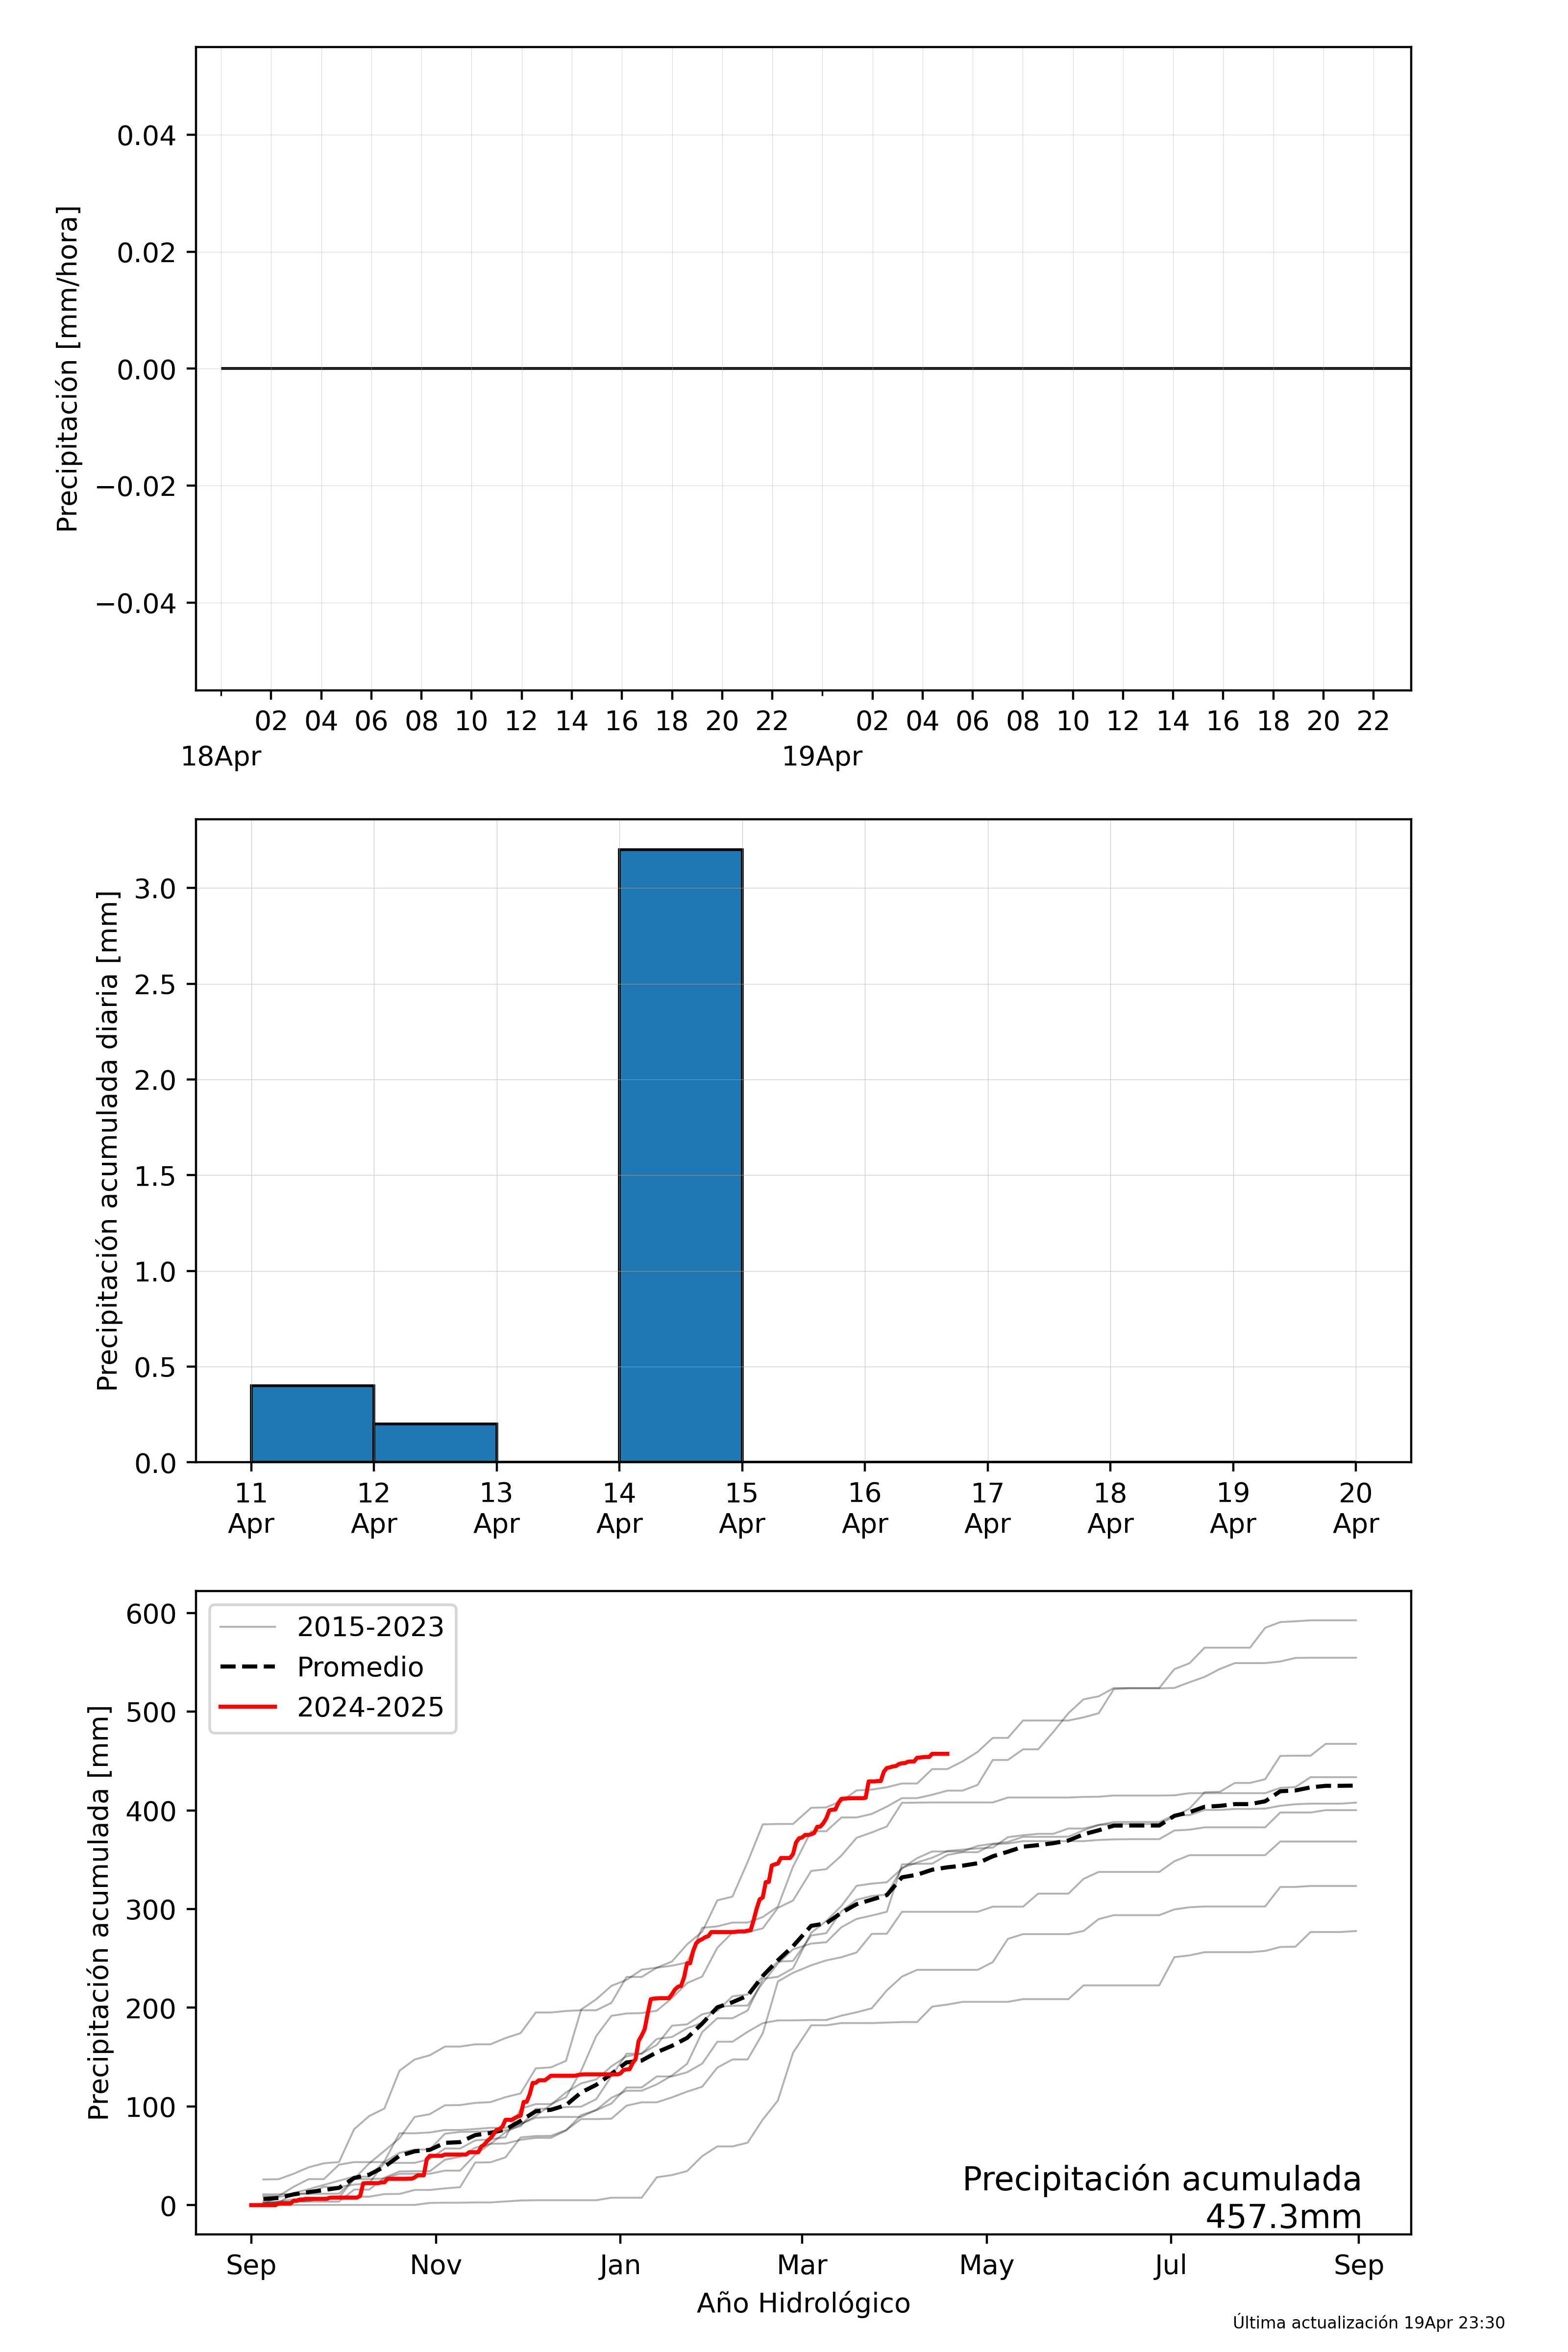 Precipitación [mm/hora]
0.04
0.02
0.00
−0.02
−0.04
02 04 06 08 10 12 14 16 18 20 22 02 04 06 08 10 12 14 16 18 20 22
18Apr 19Apr
Precipitación acumulada diaria [mm]
3.0
2.5
2.0
1.5
1.0
0.5
0.0
11 12 13 14 15 16 17 18 19 20
Apr Apr Apr Apr Apr Apr Apr Apr Apr Apr
Precipitación acumulada [mm]
600
500
400
300
200
100
0
2015-2023
Promedio
2024-2025
Precipitación acumulada
457.3mm
Sep Nov Jan Mar May Jul Sep
Año Hidrológico
Última actualización 19Apr 23:30